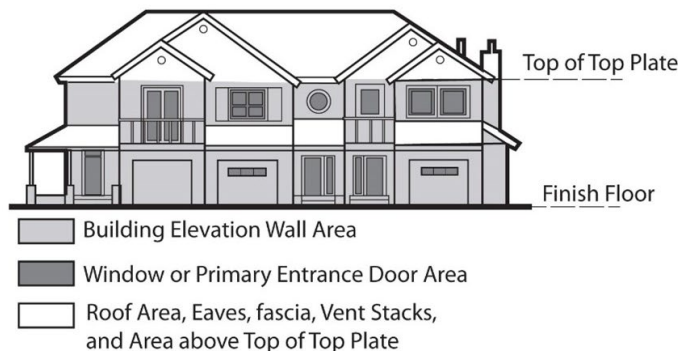 Top of Top Plate
Finish Floor
Building Elevation Wall Area
Window or Primary Entrance Door Area
Roof Area, Eaves, fascia, Vent Stacks,
and Area above Top of Top Plate